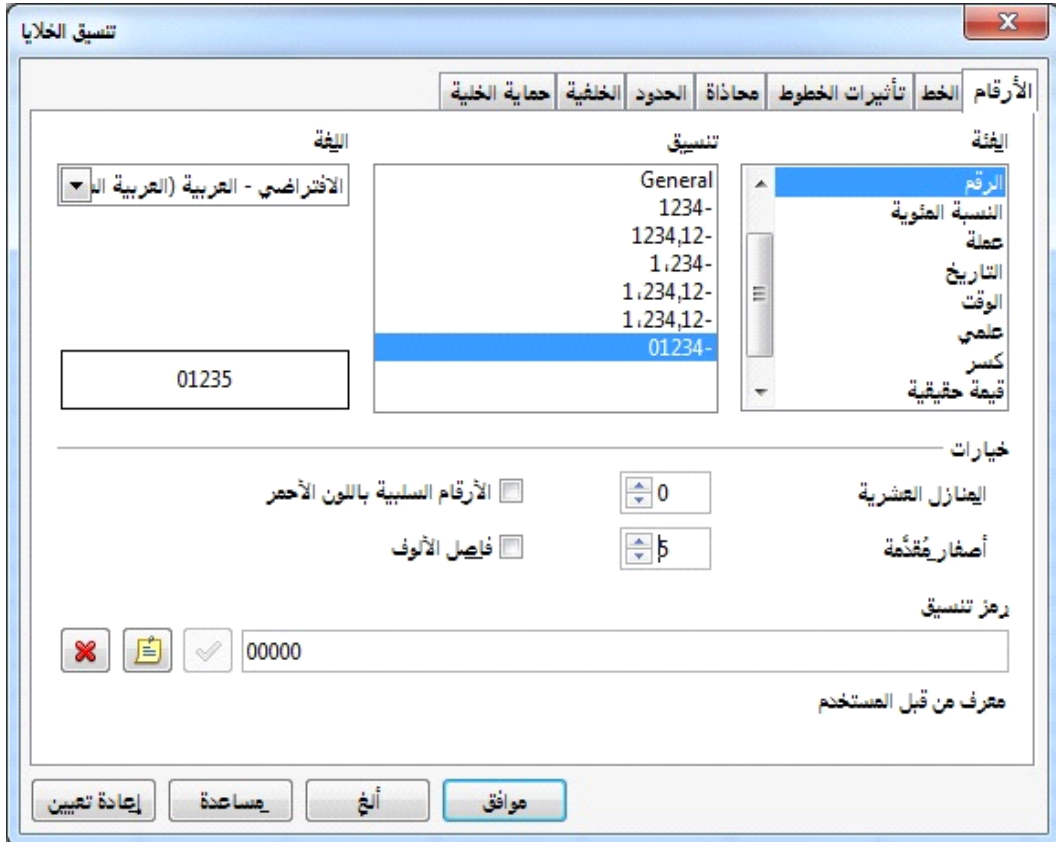 تنسيق الخلايا
الأرقام
الخط
تأثيرات الخطوط
محاذاة
الحدود
الخلفية
حماية الخلية
الفئة
الرقم
النسبة المئوية
عملة
التاريخ
الوقت
علمي
كسر
قيمة حقيقية
تنسيق
General
-1234
-1234,12
-1،234
-1،234,12
-1،234,12
-01234
اللغة
الافتراضي - العربية (العربية
01235
خيارات
المنازل العشرية
0
الأرقام السلبية باللون الأحمر
أصفار مُقدَّمة
5
فاصل الألوف
رمز تنسيق
00000
معرف من قبل المستخدم
موافق
ألغ
مساعدة
إعادة تعيين